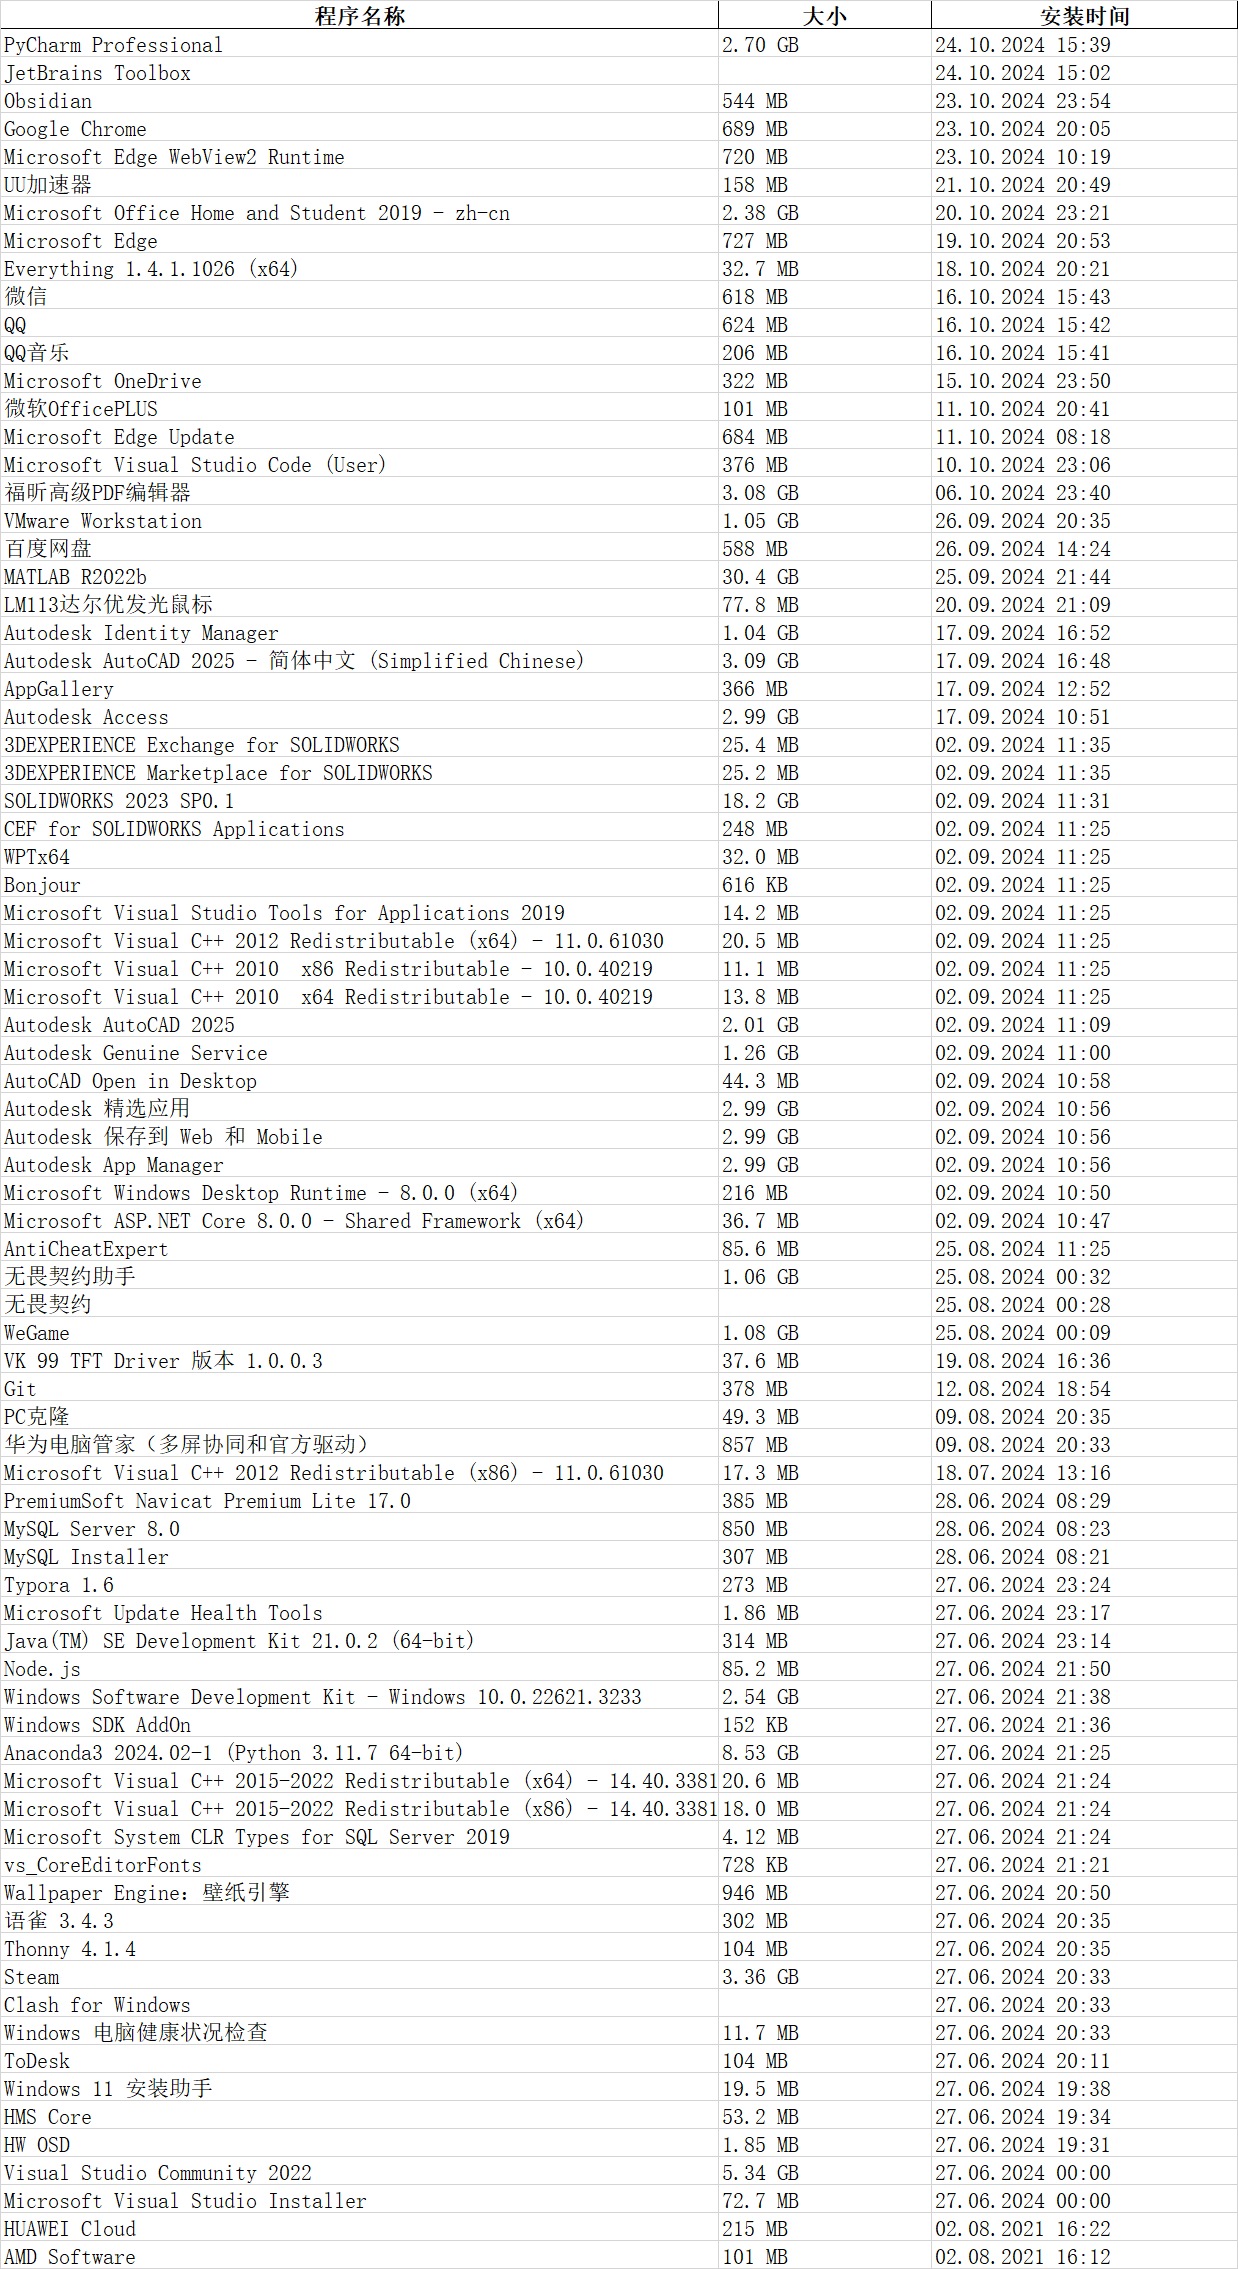 程序名称 大小 安装时间
PyCharm Professional 2.70 GB 24.10.2024 15:39
JetBrains Toolbox 24.10.2024 15:02
Obsidian 544 MB 23.10.2024 23:54
Google Chrome 689 MB 23.10.2024 20:05
Microsoft Edge WebView2 Runtime 720 MB 23.10.2024 10:19
UU加速器 158 MB 21.10.2024 20:49
Microsoft Office Home and Student 2019 - zh-cn 2.38 GB 20.10.2024 23:21
Microsoft Edge 727 MB 19.10.2024 20:53
Everything 1.4.1.1026 (x64) 32.7 MB 18.10.2024 20:21
微信 618 MB 16.10.2024 15:43
QQ 624 MB 16.10.2024 15:42
QQ音乐 206 MB 16.10.2024 15:41
Microsoft OneDrive 322 MB 15.10.2024 23:50
微软OfficePLUS 101 MB 11.10.2024 20:41
Microsoft Edge Update 684 MB 11.10.2024 08:18
Microsoft Visual Studio Code (User) 376 MB 10.10.2024 23:06
福昕高级PDF编辑器 3.08 GB 06.10.2024 23:40
VMware Workstation 1.05 GB 26.09.2024 20:35
百度网盘 588 MB 26.09.2024 14:24
MATLAB R2022b 30.4 GB 25.09.2024 21:44
LM113达尔优发光鼠标 77.8 MB 20.09.2024 21:09
Autodesk Identity Manager 1.04 GB 17.09.2024 16:52
Autodesk AutoCAD 2025 - 简体中文 (Simplified Chinese) 3.09 GB 17.09.2024 16:48
AppGallery 366 MB 17.09.2024 12:52
Autodesk Access 2.99 GB 17.09.2024 10:51
3DEXPERIENCE Exchange for SOLIDWORKS 25.4 MB 02.09.2024 11:35
3DEXPERIENCE Marketplace for SOLIDWORKS 25.2 MB 02.09.2024 11:35
SOLIDWORKS 2023 SP0.1 18.2 GB 02.09.2024 11:31
CEF for SOLIDWORKS Applications 248 MB 02.09.2024 11:25
WPTx64 32.0 MB 02.09.2024 11:25
Bonjour 616 KB 02.09.2024 11:25
Microsoft Visual Studio Tools for Applications 2019 14.2 MB 02.09.2024 11:25
Microsoft Visual C++ 2012 Redistributable (x64) - 11.0.61030 20.5 MB 02.09.2024 11:25
Microsoft Visual C++ 2010  x86 Redistributable - 10.0.40219 11.1 MB 02.09.2024 11:25
Microsoft Visual C++ 2010  x64 Redistributable - 10.0.40219 13.8 MB 02.09.2024 11:25
Autodesk AutoCAD 2025 2.01 GB 02.09.2024 11:09
Autodesk Genuine Service 1.26 GB 02.09.2024 11:00
AutoCAD Open in Desktop 44.3 MB 02.09.2024 10:58
Autodesk 精选应用 2.99 GB 02.09.2024 10:56
Autodesk 保存到 Web 和 Mobile 2.99 GB 02.09.2024 10:56
Autodesk App Manager 2.99 GB 02.09.2024 10:56
Microsoft Windows Desktop Runtime - 8.0.0 (x64) 216 MB 02.09.2024 10:50
Microsoft ASP.NET Core 8.0.0 - Shared Framework (x64) 36.7 MB 02.09.2024 10:47
AntiCheatExpert 85.6 MB 25.08.2024 11:25
无畏契约助手 1.06 GB 25.08.2024 00:32
无畏契约 25.08.2024 00:28
WeGame 1.08 GB 25.08.2024 00:09
VK 99 TFT Driver 版本 1.0.0.3 37.6 MB 19.08.2024 16:36
Git 378 MB 12.08.2024 18:54
PC克隆 49.3 MB 09.08.2024 20:35
华为电脑管家（多屏协同和官方驱动） 857 MB 09.08.2024 20:33
Microsoft Visual C++ 2012 Redistributable (x86) - 11.0.61030 17.3 MB 18.07.2024 13:16
PremiumSoft Navicat Premium Lite 17.0 385 MB 28.06.2024 08:29
MySQL Server 8.0 850 MB 28.06.2024 08:23
MySQL Installer 307 MB 28.06.2024 08:21
Typora 1.6 273 MB 27.06.2024 23:24
Microsoft Update Health Tools 1.86 MB 27.06.2024 23:17
Java(TM) SE Development Kit 21.0.2 (64-bit) 314 MB 27.06.2024 23:14
Node.js 85.2 MB 27.06.2024 21:50
Windows Software Development Kit - Windows 10.0.22621.3233 2.54 GB 27.06.2024 21:38
Windows SDK AddOn 152 KB 27.06.2024 21:36
Anaconda3 2024.02-1 (Python 3.11.7 64-bit) 8.53 GB 27.06.2024 21:25
Microsoft Visual C++ 2015-2022 Redistributable (x64) - 14.40.3381 20.6 MB 27.06.2024 21:24
Microsoft Visual C++ 2015-2022 Redistributable (x86) - 14.40.3381 18.0 MB 27.06.2024 21:24
Microsoft System CLR Types for SQL Server 2019 4.12 MB 27.06.2024 21:24
vs_CoreEditorFonts 728 KB 27.06.2024 21:21
Wallpaper Engine：壁纸引擎 946 MB 27.06.2024 20:50
语雀 3.4.3 302 MB 27.06.2024 20:35
Thonny 4.1.4 104 MB 27.06.2024 20:35
Steam 3.36 GB 27.06.2024 20:33
Clash for Windows 27.06.2024 20:33
Windows 电脑健康状况检查 11.7 MB 27.06.2024 20:33
ToDesk 104 MB 27.06.2024 20:11
Windows 11 安装助手 19.5 MB 27.06.2024 19:38
HMS Core 53.2 MB 27.06.2024 19:34
HW OSD 1.85 MB 27.06.2024 19:31
Visual Studio Community 2022 5.34 GB 27.06.2024 00:00
Microsoft Visual Studio Installer 72.7 MB 27.06.2024 00:00
HUAWEI Cloud 215 MB 02.08.2021 16:22
AMD Software 101 MB 02.08.2021 16:12